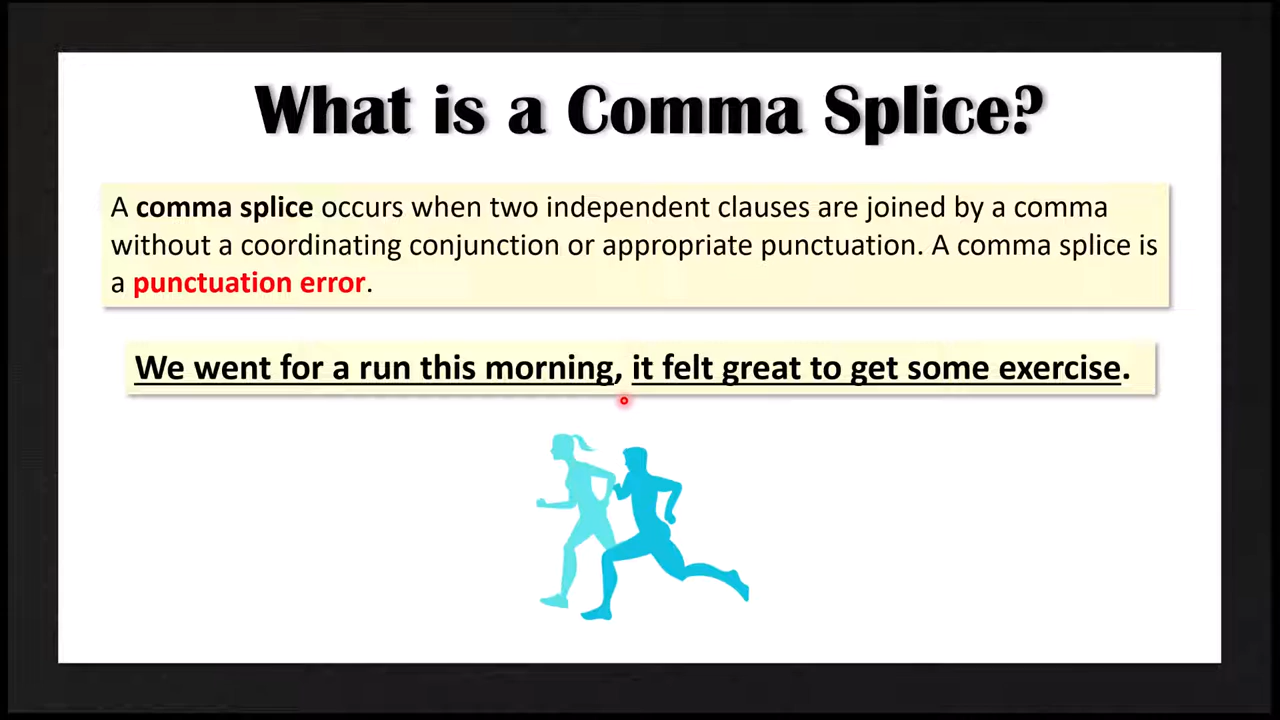 What is a Comma Splice?
A comma splice occurs when two independent clauses are joined by a comma
without a coordinating conjunction or appropriate punctuation. A comma splice is
a punctuation error.
We went for a run this morning, it felt great to get some exercise.